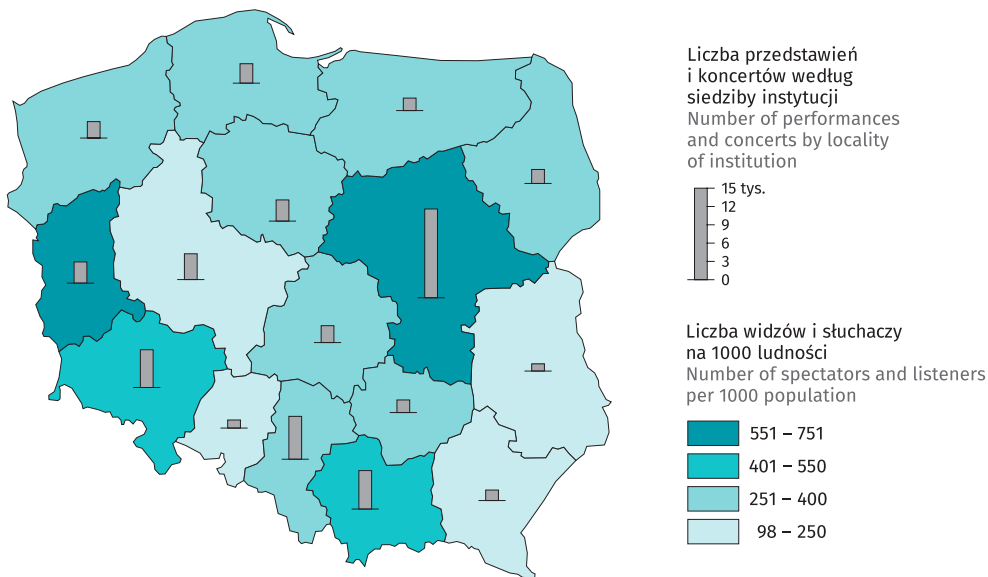 Liczba przedstawień
i koncertów według
siedziby instytucji
Number of performances
and concerts by locality
of institution
15 tys.
12
9
6
3
0
Liczba widzów i słuchaczy
na 1000 ludności
Number of spectators and listeners
per 1000 population
551 – 751
401 – 550
251 – 400
98 – 250